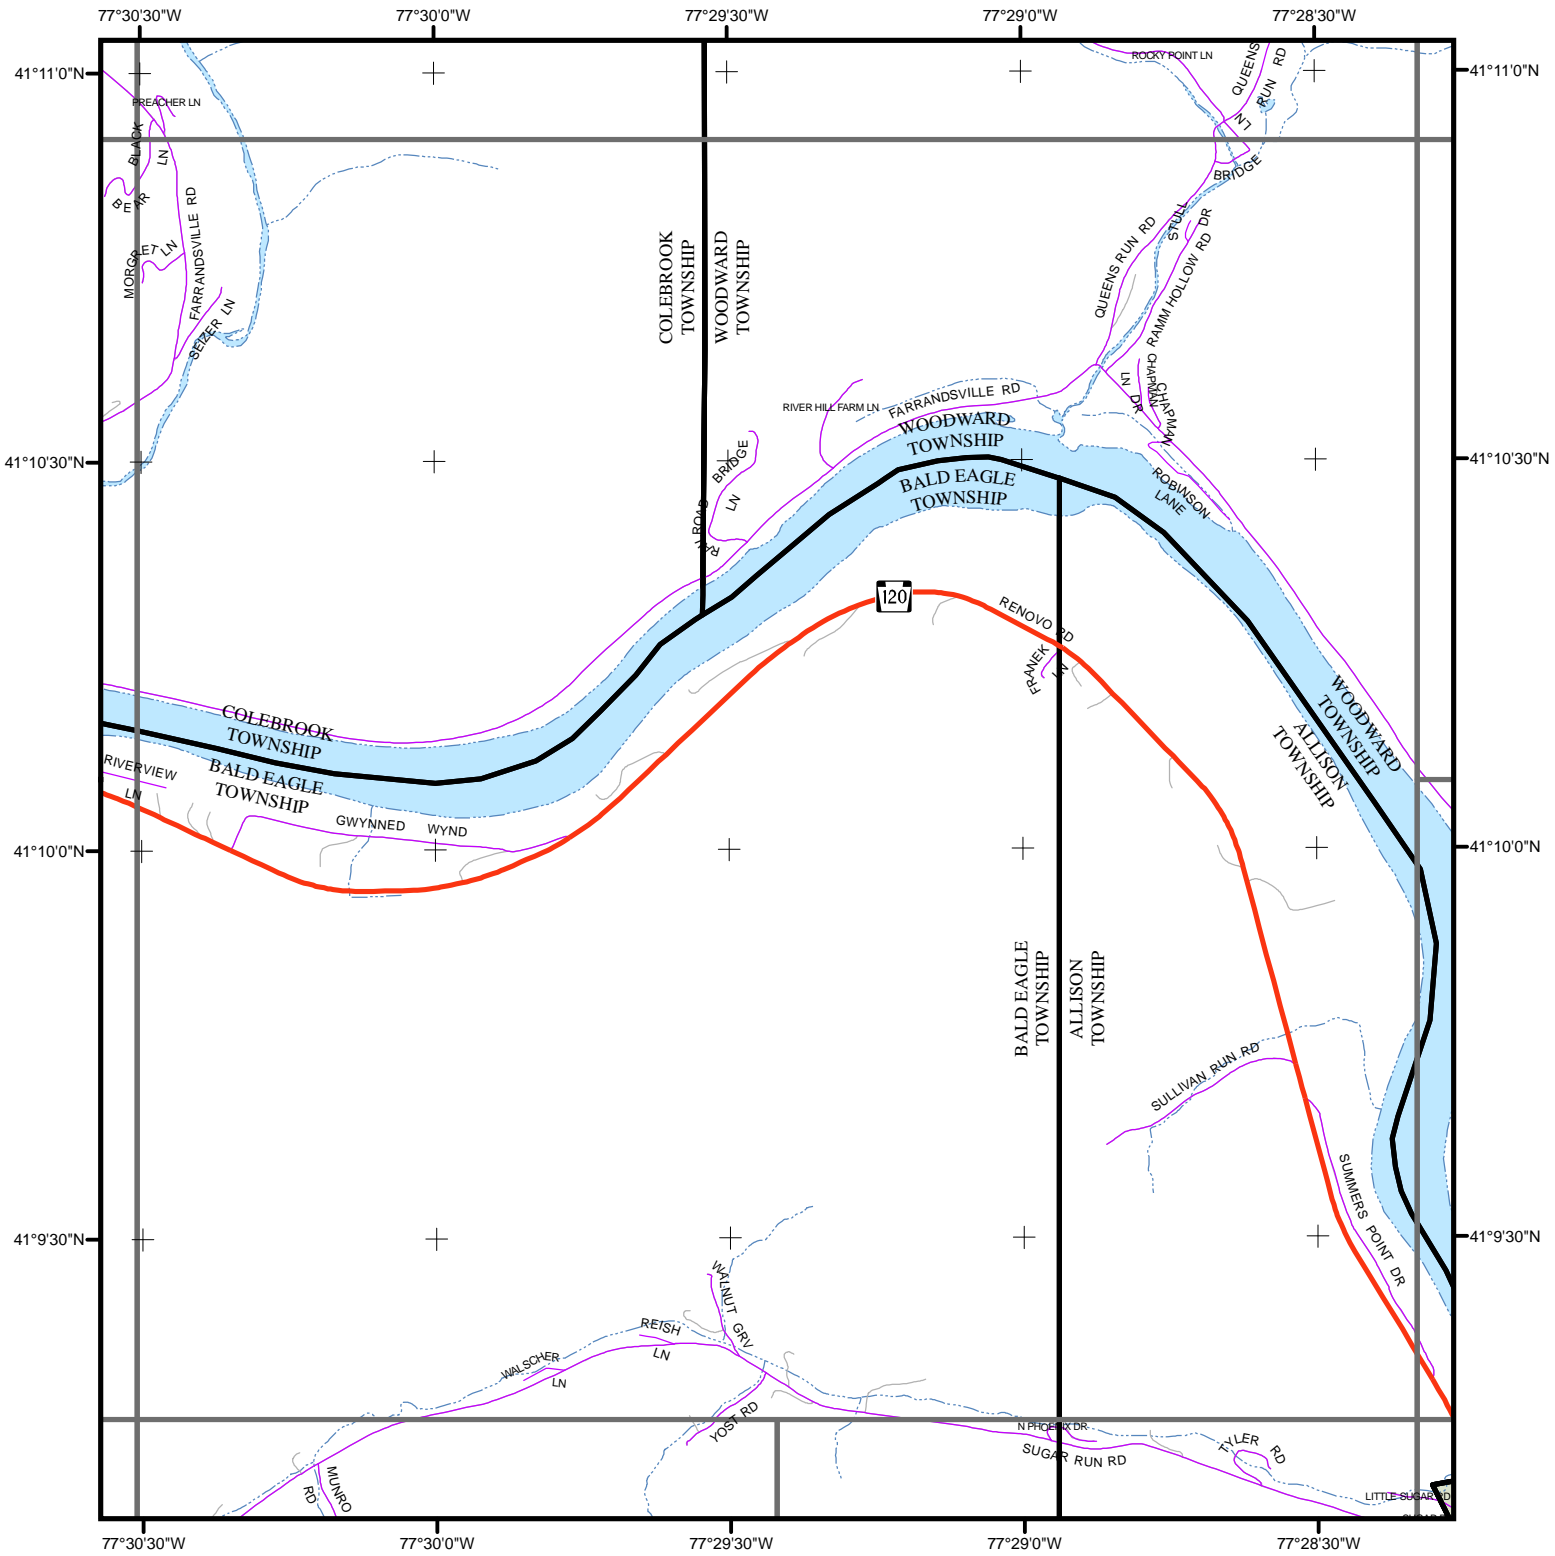 77°30'30"W 77°30'0"W 77°29'30"W 77°29'0"W 77°28'30"W
41°11'0"N
41°11'0"N
ROCKY POINT LN
QUEENS
RUN RD
PREACHER LN
BLACK
LN
BEAR
LN
BRIDGE
FARRANDSVILLE RD
MORGRET LN
SEIZER LN
COLEBROOK
TOWNSHIP
WOODWARD
TOWNSHIP
QUEENS RUN RD
STULL
DR
RAMM HOLLOW RD
CHAPMAN
LN
DR
CHAPMAN
RIVER HILL FARM LN
FARRANDSVILLE RD
WOODWARD
TOWNSHIP
BALD EAGLE
TOWNSHIP
41°10'30"N
41°10'30"N
BRIDGE
LN
ROAD
ROBINSON
LANE
120
RENOVO RD
FRANEK
LN
WOODWARD
TOWNSHIP
ALLISON
TOWNSHIP
COLEBROOK
TOWNSHIP
BALD EAGLE
TOWNSHIP
RIVERVIEW
LN
GWYNNED WYND
41°10'0"N
41°10'0"N
BALD EAGLE
TOWNSHIP
ALLISON
TOWNSHIP
SULLIVAN RUN RD
SUMMERS POINT DR
41°9'30"N
41°9'30"N
WALNUT GRV
REISH
LN
WALSCHER
LN
YOST RD
N PHOENIX DR
SUGAR RUN RD
TYLER RD
MUNRO
RD
LITTLE SUGAR RD
77°30'30"W 77°30'0"W 77°29'30"W 77°29'0"W 77°28'30"W